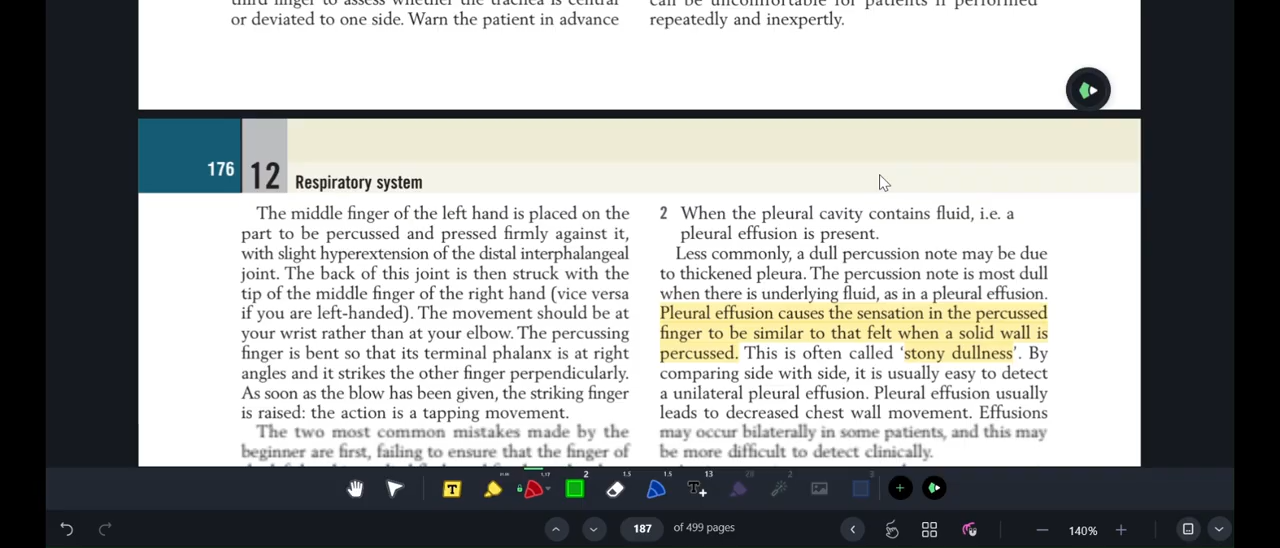 third finger to assess whether the trachea is central
or deviated to one side. Warn the patient in advance
can be uncomfortable for patients if performed
repeatedly and inexpertly.
176
12
Respiratory system
The middle finger of the left hand is placed on the
part to be percussed and pressed firmly against it,
with slight hyperextension of the distal interphalangeal
joint. The back of this joint is then struck with the
tip of the middle finger of the right hand (vice versa
if you are left-handed). The movement should be at
your wrist rather than at your elbow. The percussing
finger is bent so that its terminal phalanx is at right
angles and it strikes the other finger perpendicularly.
As soon as the blow has been given, the striking finger
is raised: the action is a tapping movement.
The two most common mistakes made by the
beginner are first, failing to ensure that the finger of
2 When the pleural cavity contains fluid, i.e. a
pleural effusion is present.
Less commonly, a dull percussion note may be due
to thickened pleura. The percussion note is most dull
when there is underlying fluid, as in a pleural effusion.
Pleural effusion causes the sensation in the percussed
finger to be similar to that felt when a solid wall is
percussed. This is often called ‘stony dullness’. By
comparing side with side, it is usually easy to detect
a unilateral pleural effusion. Pleural effusion usually
leads to decreased chest wall movement. Effusions
may occur bilaterally in some patients, and this may
be more difficult to detect clinically.
T
2
1.5
1.5
T
13
2
3
187
of 499 pages
140%